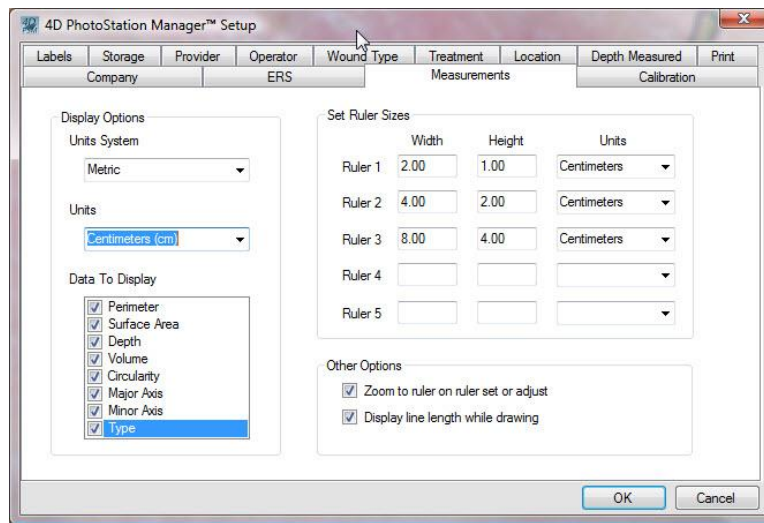 4D PhotoStation Manager™ Setup
Labels Storage Provider Operator Wound Type Treatment Location Depth Measured Print
Company ERS Measurements Calibration
Display Options
Units System
Metric
Units
Centimeters (cm)
Data To Display
Perimeter
Surface Area
Depth
Volume
Circularity
Major Axis
Minor Axis
Type
Set Ruler Sizes
Width Height Units
Ruler 1 2.00 1.00 Centimeters
Ruler 2 4.00 2.00 Centimeters
Ruler 3 8.00 4.00 Centimeters
Ruler 4
Ruler 5
Other Options
Zoom to ruler on ruler set or adjust
Display line length while drawing
OK Cancel